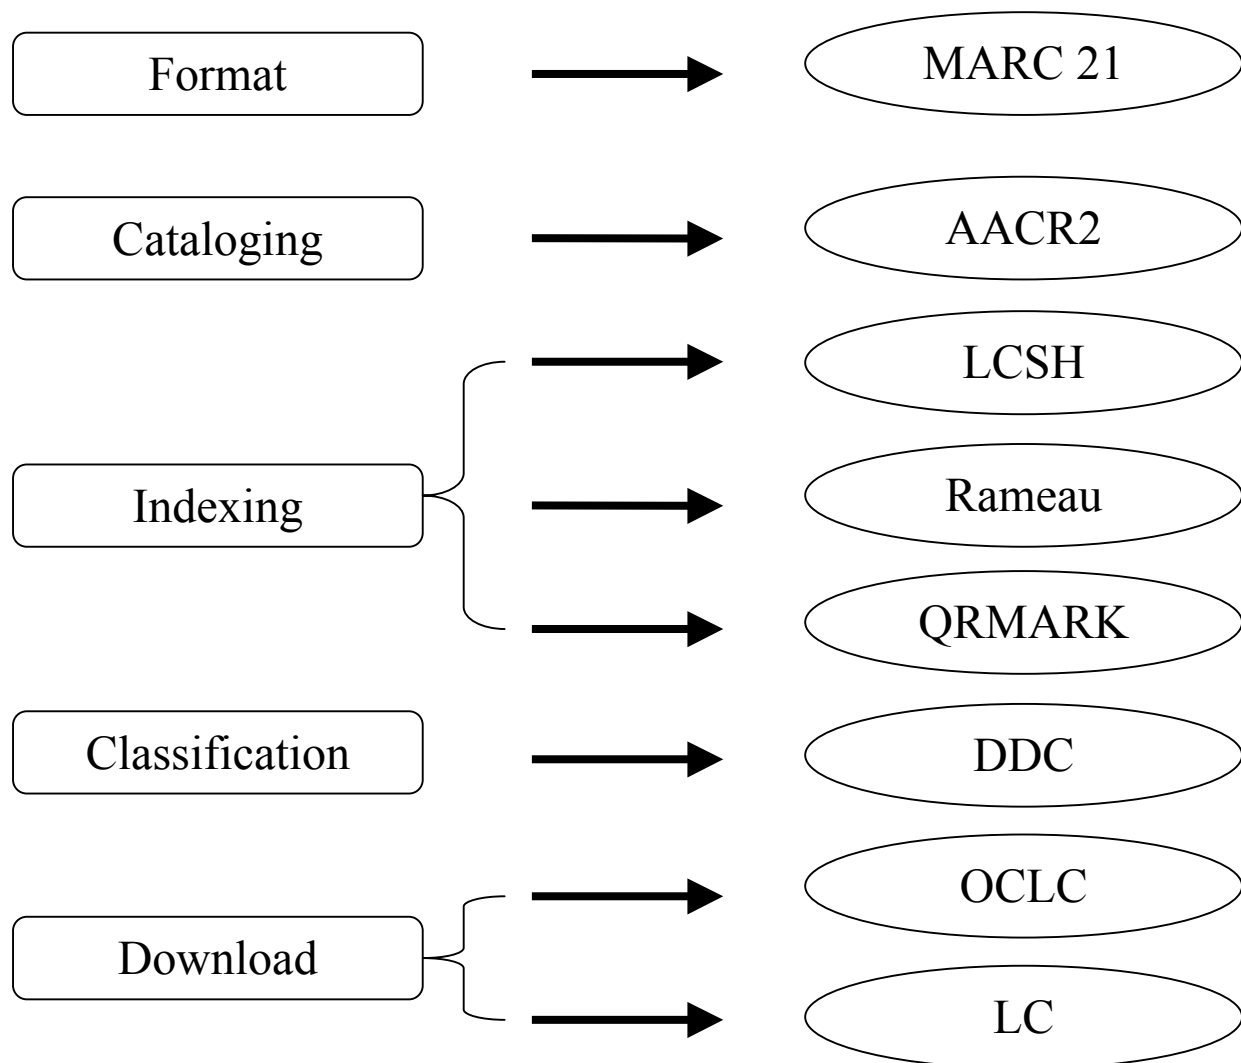 Format
MARC 21
Cataloging
AACR2
LCSH
Indexing
Rameau
QRMARK
Classification
DDC
OCLC
Download
LC